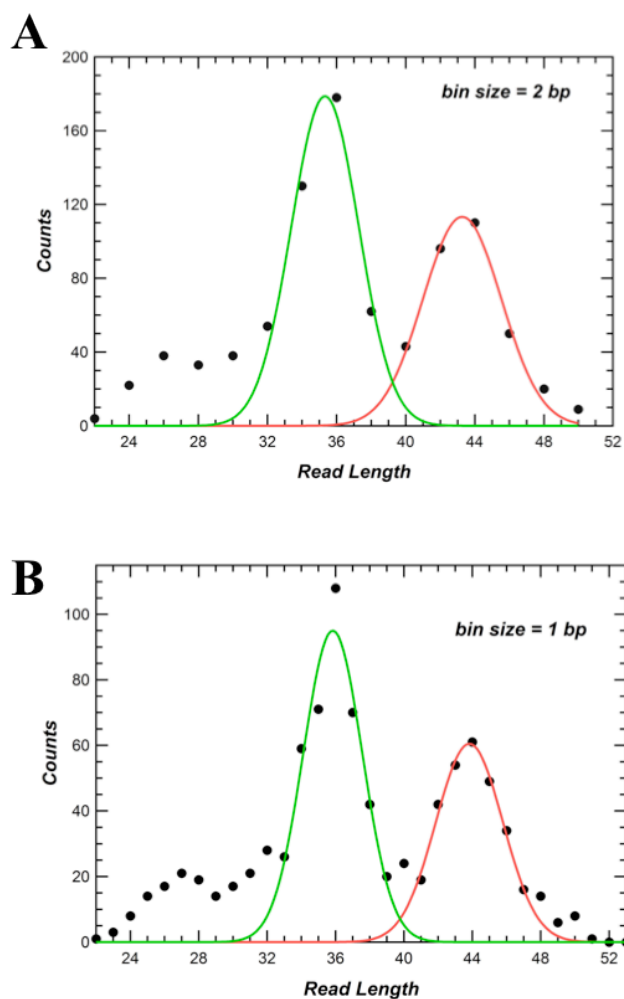 A
200
bin size = 2 bp
160
120
Counts
80
40
0
24 28 32 36 40 44 48 52
Read Length
B
100
bin size = 1 bp
80
60
Counts
40
20
0
24 28 32 36 40 44 48 52
Read Length